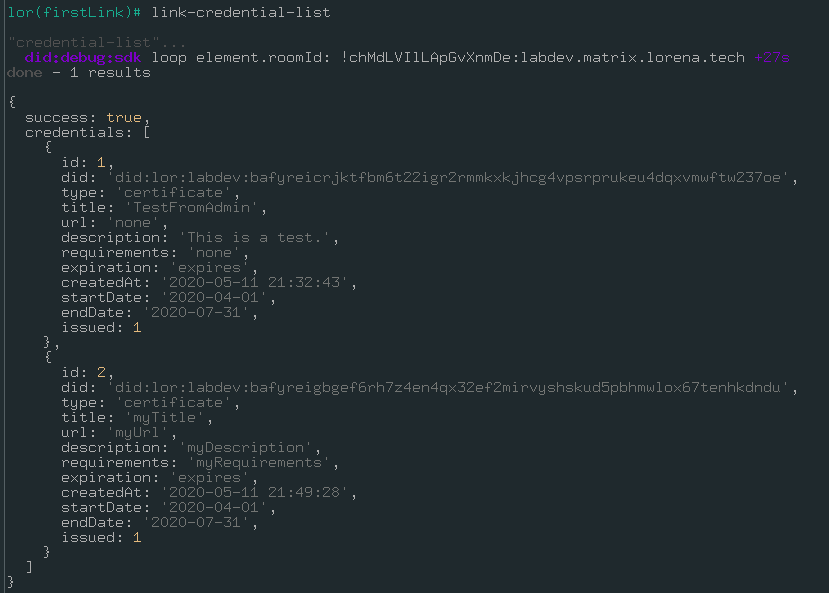 lor(firstLink)# link-credential-list
"credential-list"...
did:debug:sdk loop element.roomId: !chMdLVIlLApGvXnmDe:labdev.matrix.lorena.tech +27s
done - 1 results
{
success: true,
credentials: [
{
id: 1,
did: 'did:lor:labdev:bafyreicrjktfbm6t22igr2rmmkxkjhcg4vpsrprukeu4dqxvmwftw237oe',
type: 'certificate',
title: 'TestFromAdmin',
url: 'none',
description: 'This is a test.',
requirements: 'none',
expiration: 'expires',
createdAt: '2020-05-11 21:32:43',
startDate: '2020-04-01',
endDate: '2020-07-31',
issued: 1
},
{
id: 2,
did: 'did:lor:labdev:bafyreigbgef6rh7z4en4qx32ef2mirvyshskud5pbhmwlox67tenhkdndu',
type: 'certificate',
title: 'myTitle',
url: 'myUrl',
description: 'myDescription',
requirements: 'myRequirements',
expiration: 'expires',
createdAt: '2020-05-11 21:49:28',
startDate: '2020-04-01',
endDate: '2020-07-31',
issued: 1
}
]
}